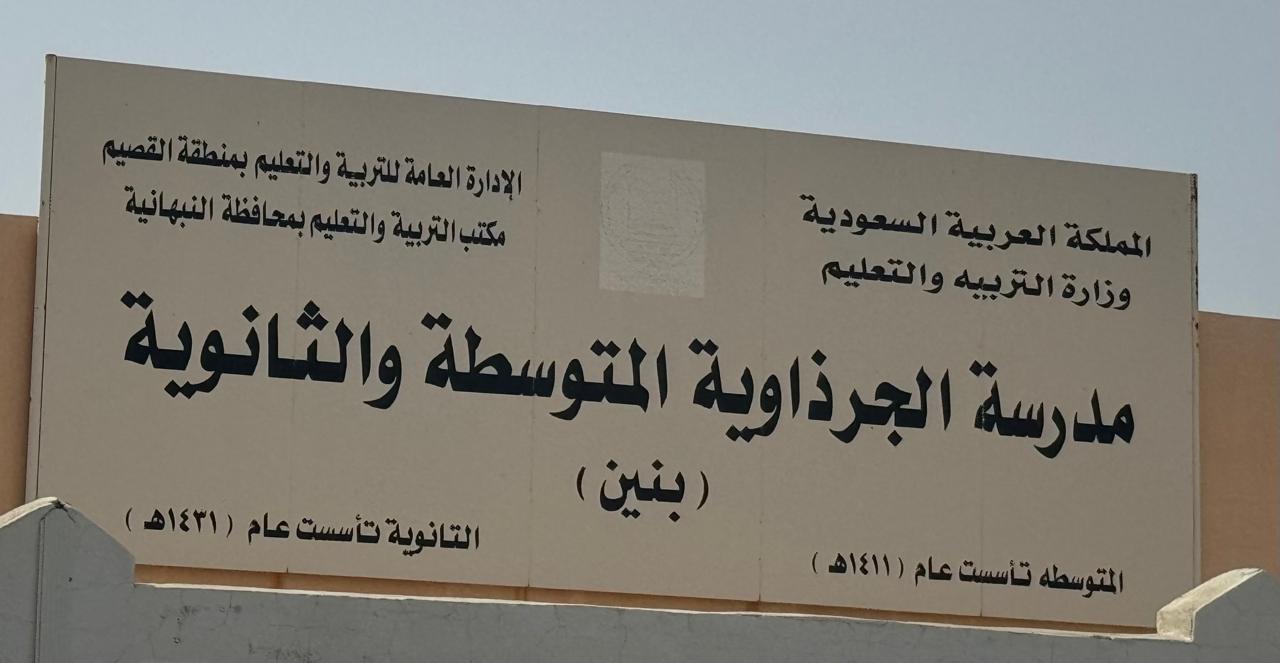 المملكة العربية السعودية
وزارة التربيه والتعليم
الإدارة العامة للتربية والتعليم بمنطقة القصيم
مكتب التربية والتعليم بمحافظة النبهانية
مدرسة الجرذاوية المتوسطة والثانوية
( بنين )
المتوسطه تأسست عام ( ١٤١١هـ )
الثانوية تأسست عام ( ١٤٣١هـ )